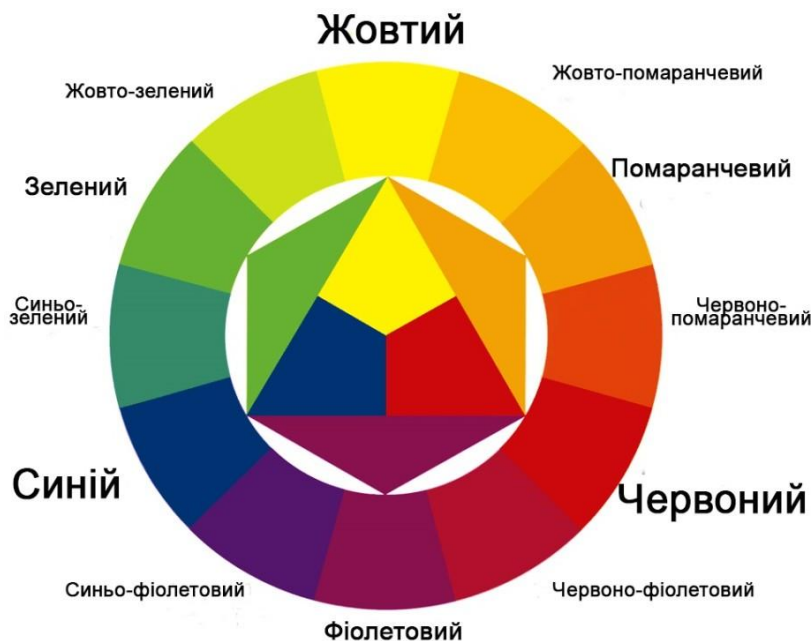 Жовтий
Жовто-зелений
Жовто-помаранчевий
Зелений
Помаранчевий
Синьо-
зелений
Червоно-
помаранчевий
Синій
Червоний
Синьо-фіолетовий
Червоно-фіолетовий
Фіолетовий